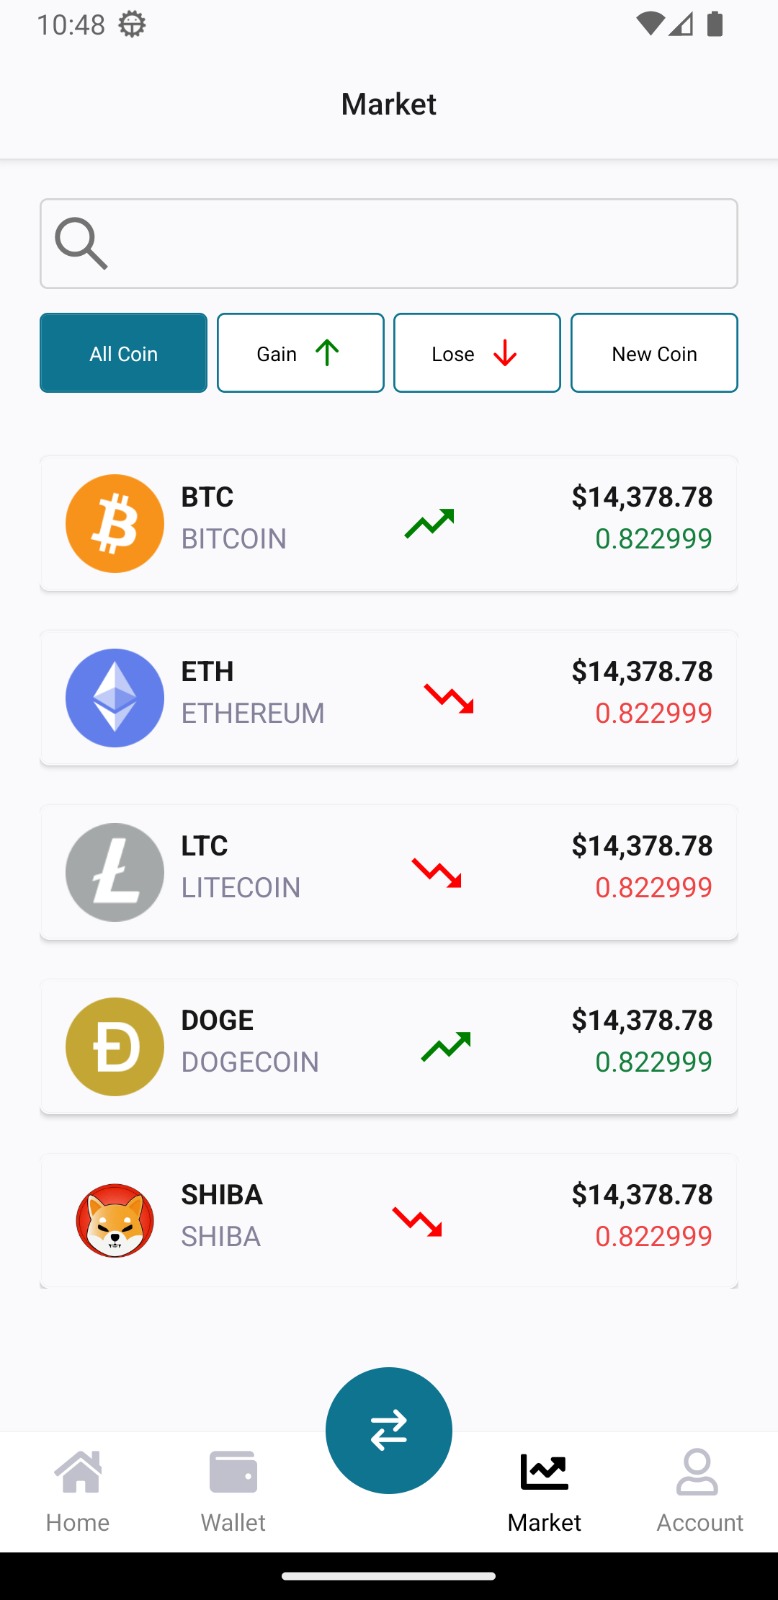 10:48
Market
All Coin
Gain
Lose
New Coin
BTC
$14,378.78
BITCOIN
0.822999
ETH
$14,378.78
ETHEREUM
0.822999
LTC
$14,378.78
LITECOIN
0.822999
DOGE
$14,378.78
DOGECOIN
0.822999
SHIBA
$14,378.78
SHIBA
0.822999
Home
Wallet
Market
Account